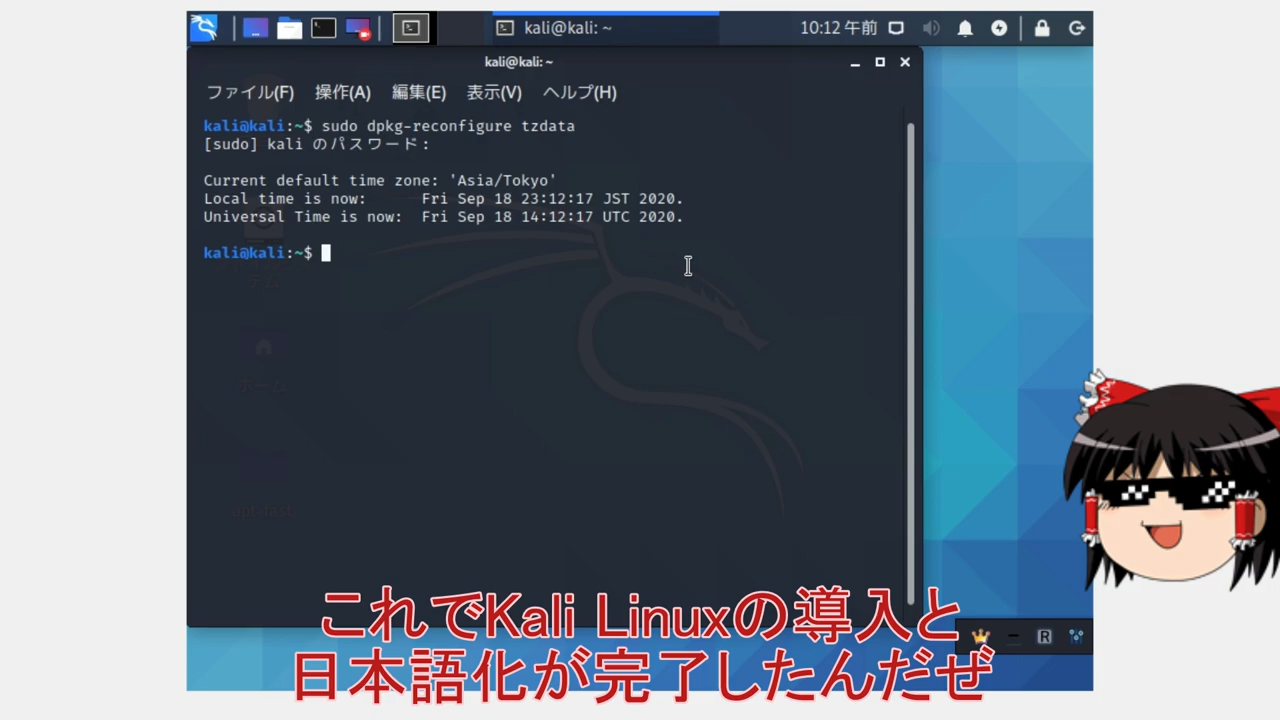 kali@kali: ~
10:12 午前
kali@kali: ~
ファイル(F) 操作(A) 編集(E) 表示(V) ヘルプ(H)
kali@kali:~$ sudo dpkg-reconfigure tzdata
[sudo] kali のパスワード:
Current default time zone: 'Asia/Tokyo'
Local time is now: Fri Sep 18 23:12:17 JST 2020.
Universal Time is now: Fri Sep 18 14:12:17 UTC 2020.
kali@kali:~$
ホーム
apt-fast
R
これでKali Linuxの導入と
日本語化が完了したんだぜ